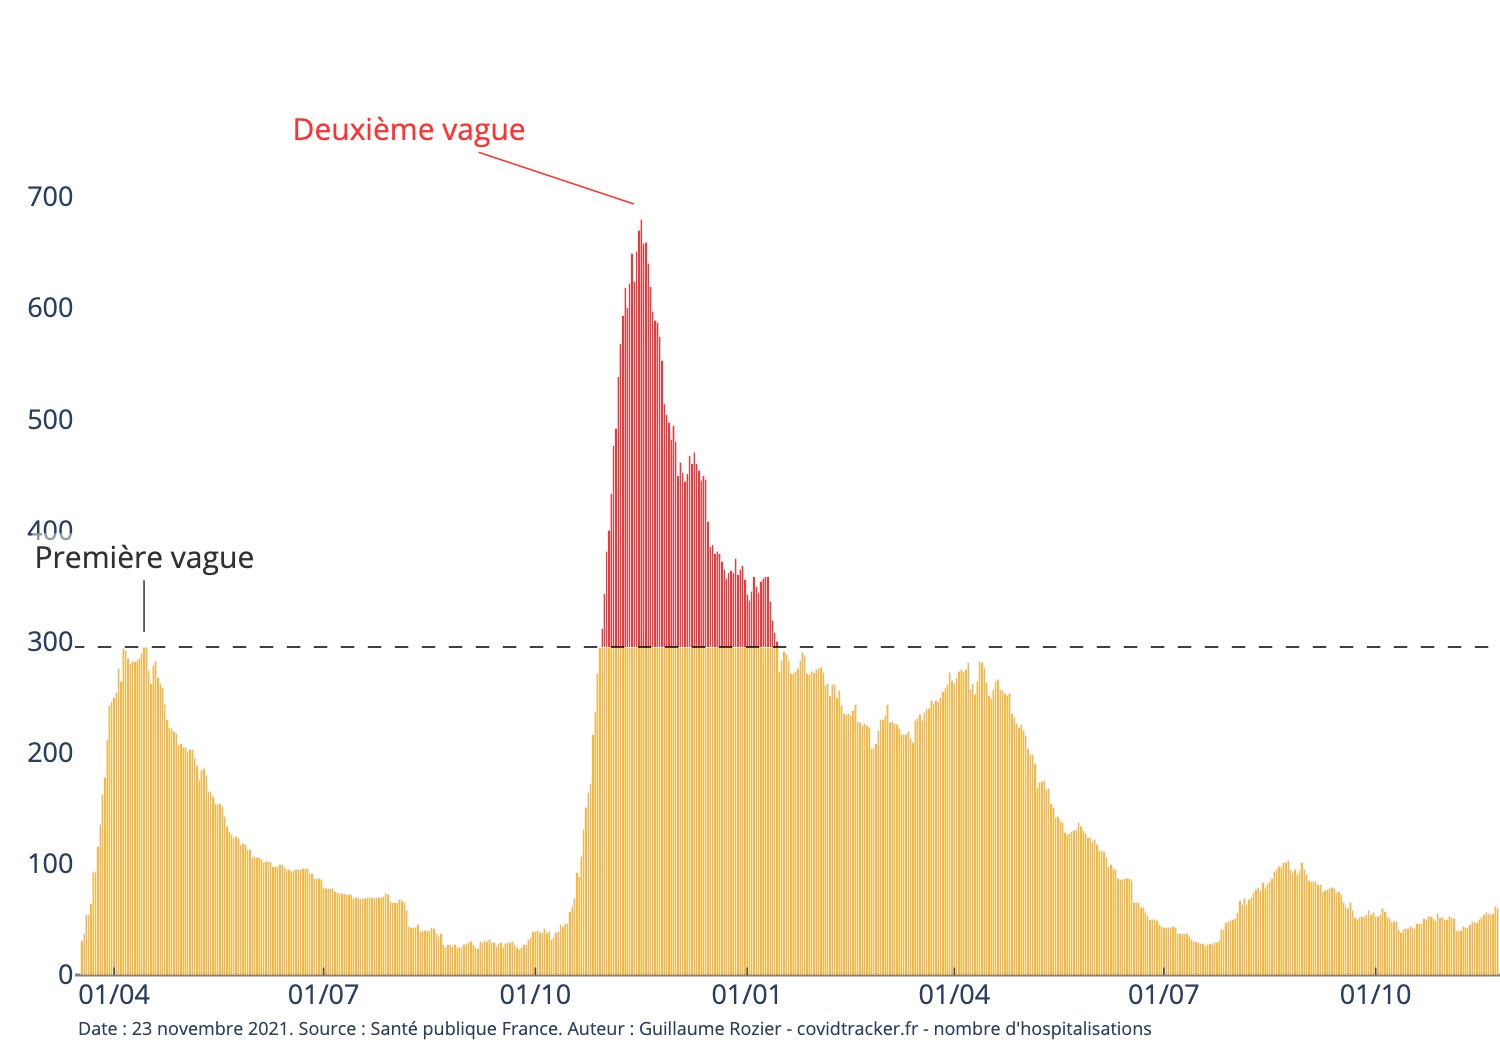 Deuxième vague
700
600
500
400
Première vague
300
200
100
0
01/04 01/07 01/10 01/01 01/04 01/07 01/10
Date : 23 novembre 2021. Source : Santé publique France. Auteur : Guillaume Rozier - covidtracker.fr - nombre d'hospitalisations